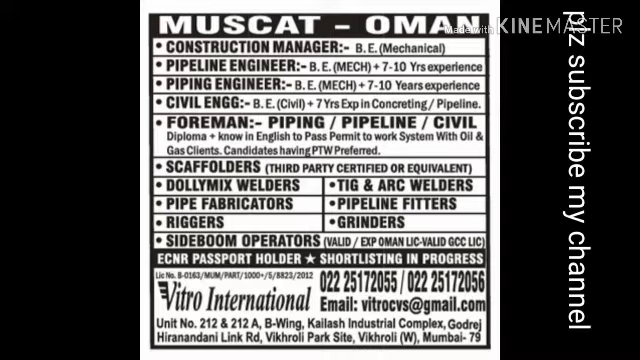 MUSCAT – OMAN
Made with KINEMASTER
• CONSTRUCTION MANAGER:- B.E. (Mechanical)
• PIPELINE ENGINEER:- B.E. (MECH) + 7-10 Yrs experience
• PIPING ENGINEER:- B.E. (MECH) + 7-10 Years experience
• CIVIL ENGG:- B.E. (Civil) + 7 Yrs Exp in Concreting / Pipeline.
• FOREMAN:- PIPING / PIPELINE / CIVIL
Diploma + know in English to Pass Permit to work System With Oil &
Gas Clients. Candidates having PTW Preferred.
• SCAFFOLDERS (THIRD PARTY CERTIFIED OR EQUIVALENT)
• DOLLYMIX WELDERS • TIG & ARC WELDERS
• PIPE FABRICATORS • PIPELINE FITTERS
• RIGGERS • GRINDERS
• SIDEBOOM OPERATORS (VALID / EXP OMAN LIC-VALID GCC LIC)
ECNR PASSPORT HOLDER ★ SHORTLISTING IN PROGRESS
Lic No. B-0163/MUM/PART/1000+/5/8823/2012
Vitro International
022 25172055 / 022 25172056
Email: vitrocvs@gmail.com
Unit No. 212 & 212 A, B-Wing, Kailash Industrial Complex, Godrej
Hiranandani Link Rd, Vikhroli Park Site, Vikhroli (W), Mumbai- 79
plz subscribe my channel